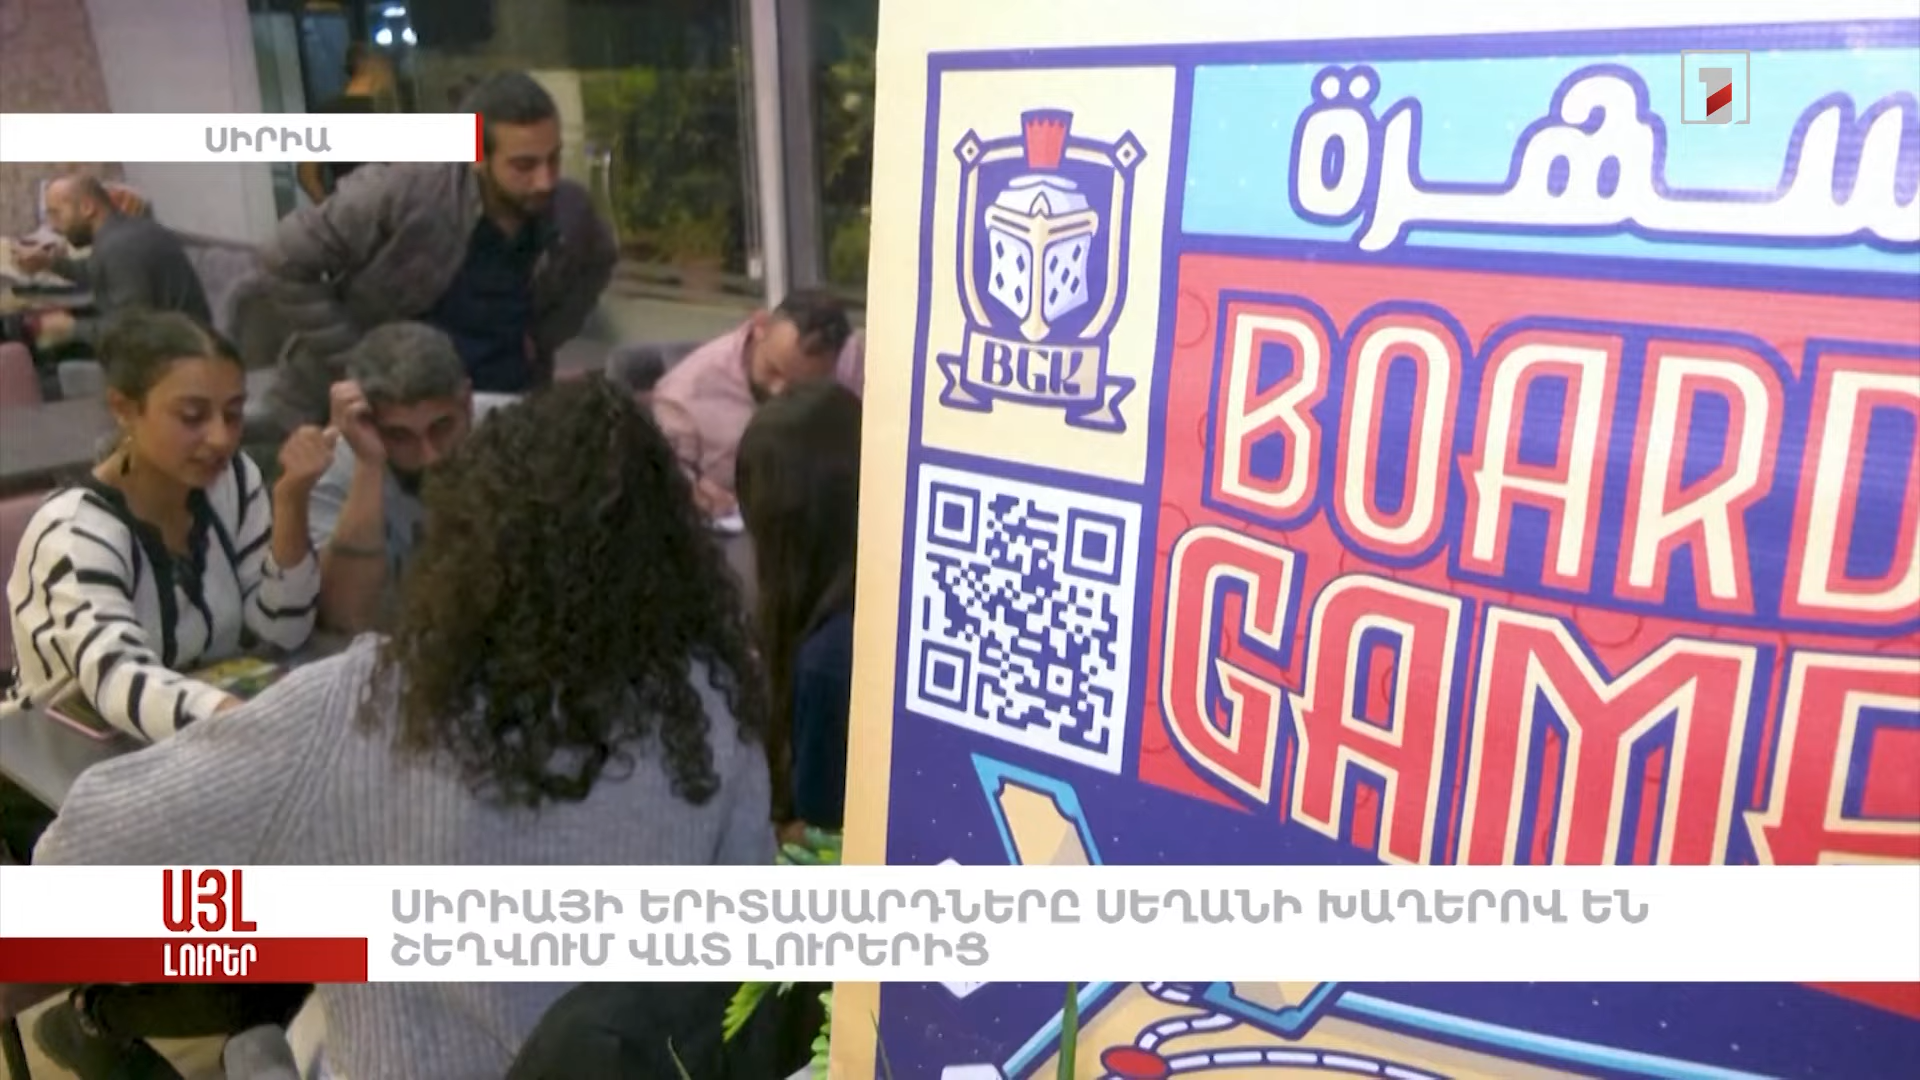 ՍԻՐԻԱ
سهرة
BGK
BOARD
GAME
ԱՅԼ
ԼՈՒՐԵՐ
ՍԻՐԻԱՅԻ ԵՐԻՏԱՍԱՐԴՆԵՐԸ ՍԵՂԱՆԻ ԽԱՂԵՐՈՎ ԵՆ
ՇԵՂՎՈՒՄ ՎԱՏ ԼՈՒՐԵՐԻՑ